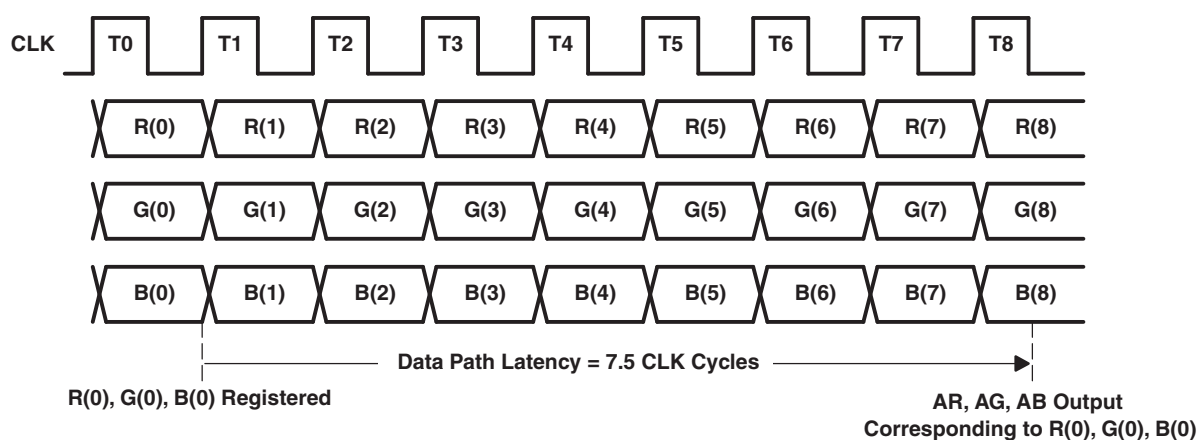 CLK T0 T1 T2 T3 T4 T5 T6 T7 T8
R(0) R(1) R(2) R(3) R(4) R(5) R(6) R(7) R(8)
G(0) G(1) G(2) G(3) G(4) G(5) G(6) G(7) G(8)
B(0) B(1) B(2) B(3) B(4) B(5) B(6) B(7) B(8)
Data Path Latency = 7.5 CLK Cycles
R(0), G(0), B(0) Registered
AR, AG, AB Output
Corresponding to R(0), G(0), B(0)